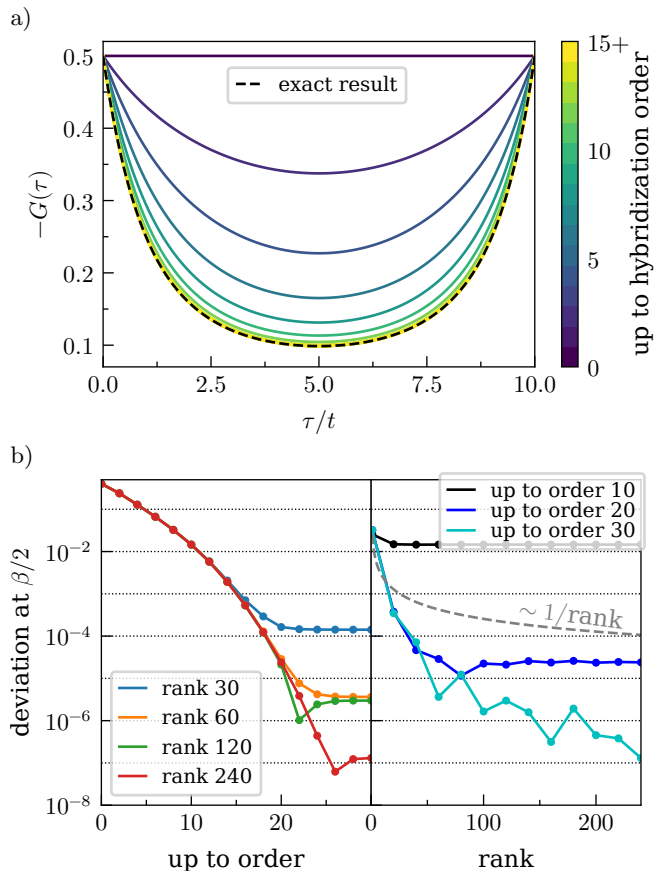 a)
0.5
0.4
0.3
0.2
0.1
−G(τ)
exact result
0.0
2.5
5.0
7.5
10.0
τ/t
15+
10
5
0
up to hybridization order
b)
10⁻²
10⁻⁴
10⁻⁶
10⁻⁸
deviation at β/2
rank 30
rank 60
rank 120
rank 240
0
10
20
up to order
up to order 10
up to order 20
up to order 30
~ 1/rank
0
100
200
rank